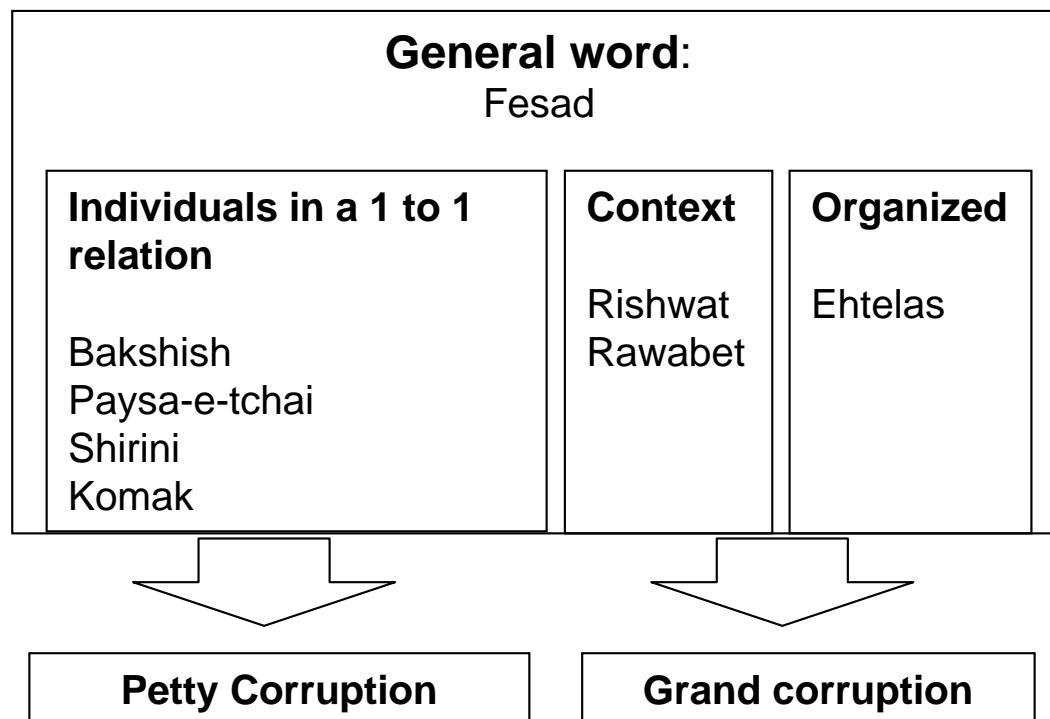 General word:
Fesad
Individuals in a 1 to 1
relation
Bakshish
Paysa-e-tchai
Shirini
Komak
Context
Rishwat
Rawabet
Organized
Ehtelas
Petty Corruption
Grand corruption